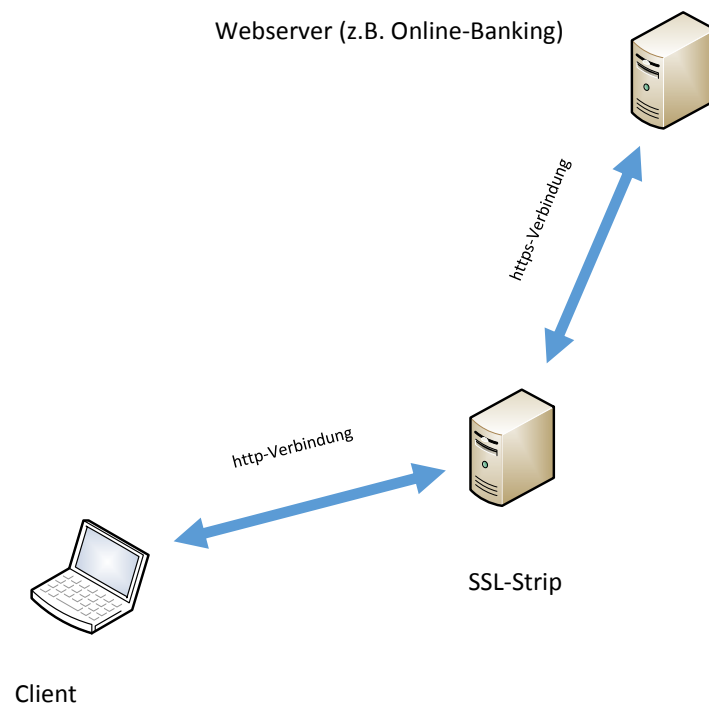 Webserver (z.B. Online-Banking)
https-Verbindung
http-Verbindung
SSL-Strip
Client